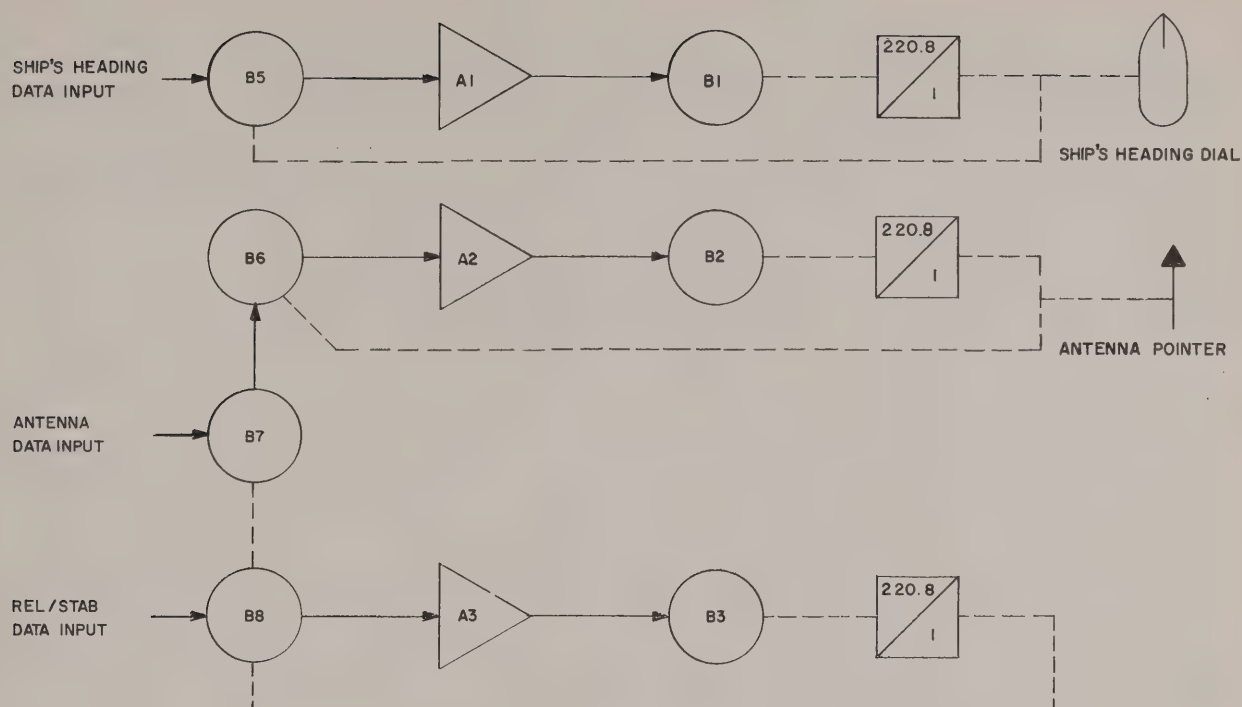 SHIP'S HEADING
DATA INPUT
B5
A1
B1
220.8
1
SHIP'S HEADING DIAL
B6
A2
B2
220.8
1
ANTENNA POINTER
ANTENNA
DATA INPUT
B7
REL/STAB
DATA INPUT
B8
A3
B3
220.8
1